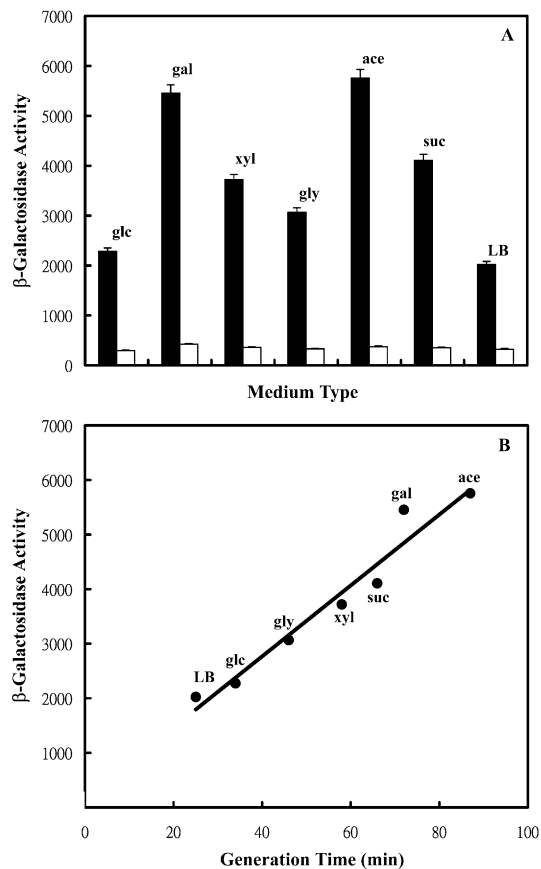 7000
A
ace
gal
6000
5000
suc
xyl
4000
gly
3000
glc
LB
2000
1000
0
β-Galactosidase Activity
Medium Type
7000
B
ace
6000
gal
5000
4000
suc
xyl
gly
3000
glc
LB
2000
1000
β-Galactosidase Activity
0 20 40 60 80 100
Generation Time (min)